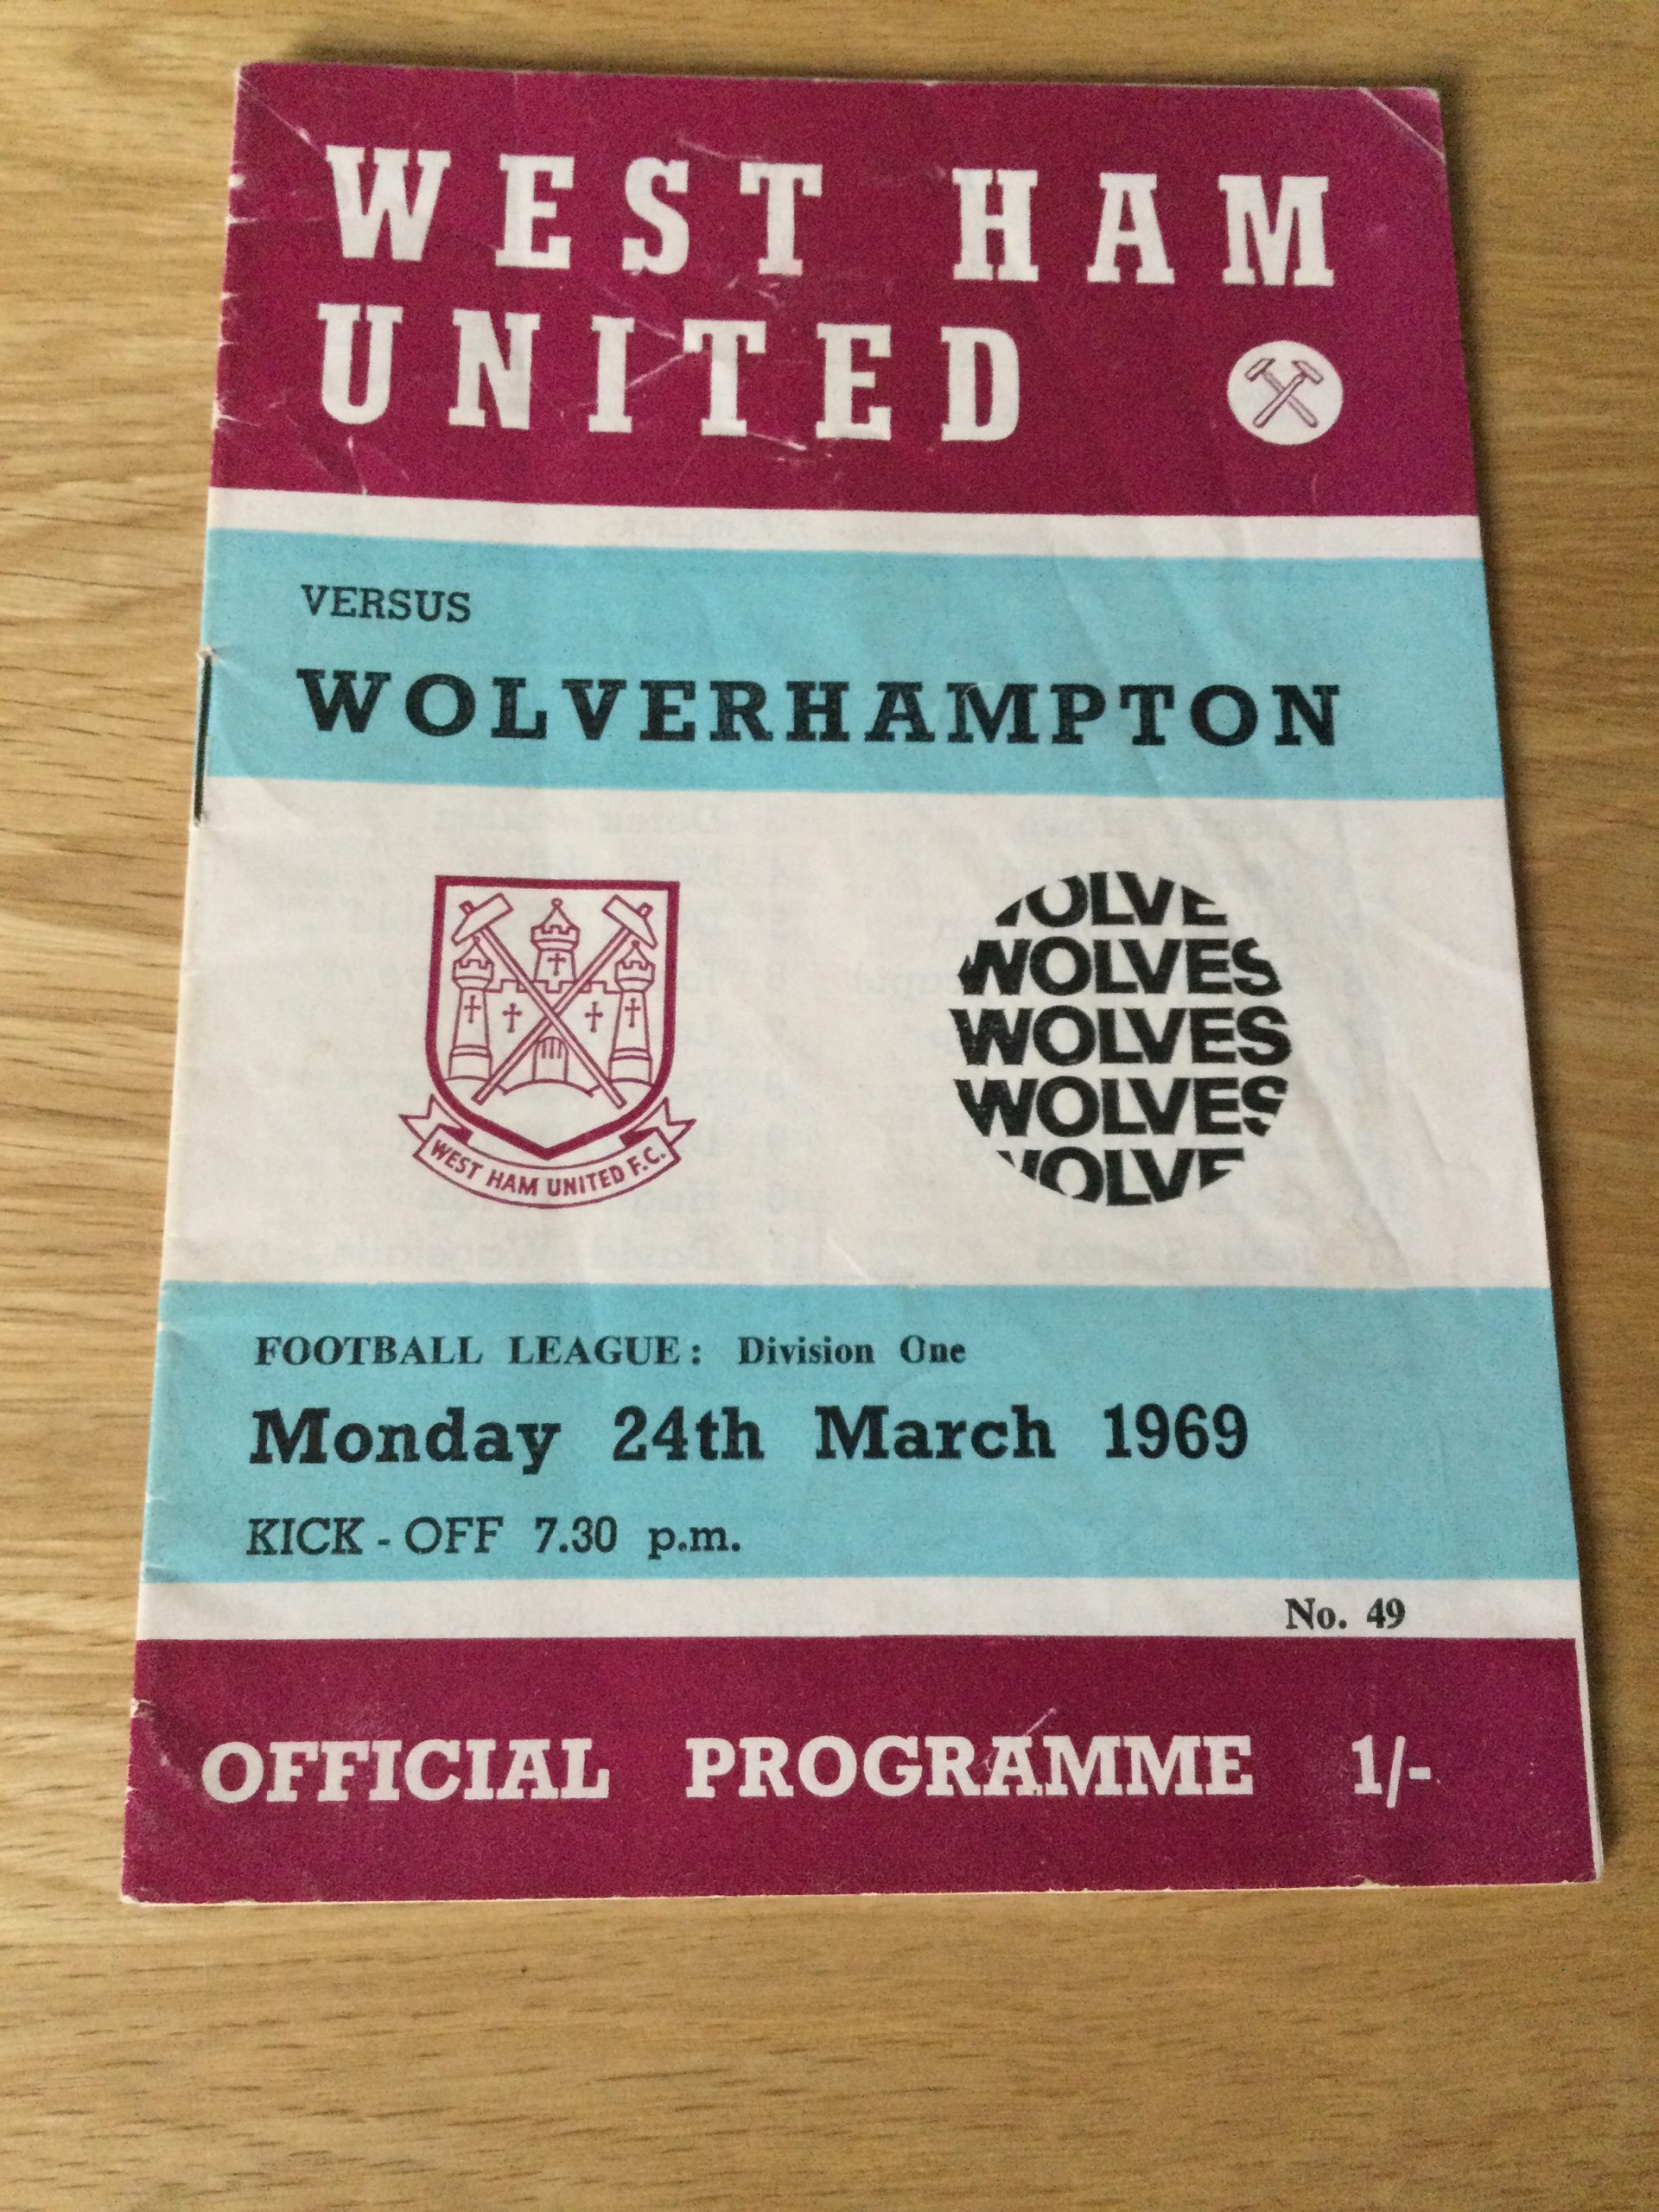 WEST HAM
UNITED
VERSUS
WOLVERHAMPTON
WEST HAM UNITED F.C.
OLVE
WOLVES
WOLVES
WOLVES
WOLVE
FOOTBALL LEAGUE: Division One
Monday 24th March 1969
KICK-OFF 7.30 p.m.
No. 49
OFFICIAL PROGRAMME 1/-